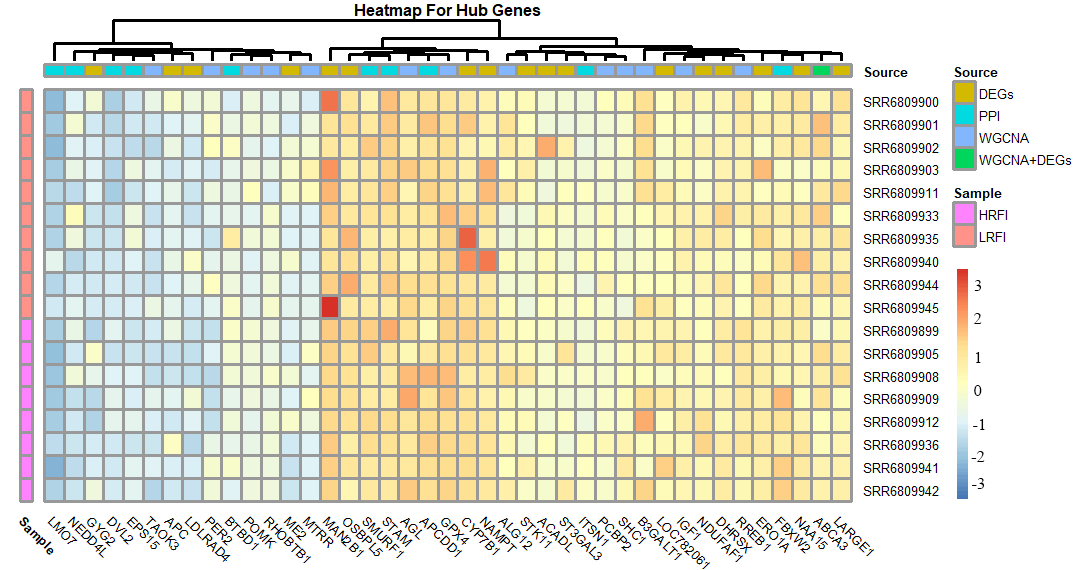 Heatmap For Hub Genes
Source
SRR6809900
SRR6809901
SRR6809902
SRR6809903
SRR6809911
SRR6809933
SRR6809935
SRR6809940
SRR6809944
SRR6809945
SRR6809899
SRR6809905
SRR6809908
SRR6809909
SRR6809912
SRR6809936
SRR6809941
SRR6809942
Source
DEGs
PPI
WGCNA
WGCNA+DEGs
Sample
HRFI
LRFI
3
2
1
0
-1
-2
-3
Sample
LMO7
NEDD4L
GYG2
DVL2
EPS15
TAOK3
APC
LDLRAD4
PER2
BTBD1
POMK
RHOBTB1
ME2
MTRR
MAN2B1
OSBPL5
SMURF1
STAM
AGL
APCDD1
GPX4
CYP7B1
NAMPT
ALG12
STK11
ACADL
ST3GAL3
ITSN1
PCBP2
SHC1
B3GALT1
LOC782061
IGF1
NDUFAF1
DHRSX
RREB1
ERO1A
FBXW2
NAA15
ABCA3
LARGE1